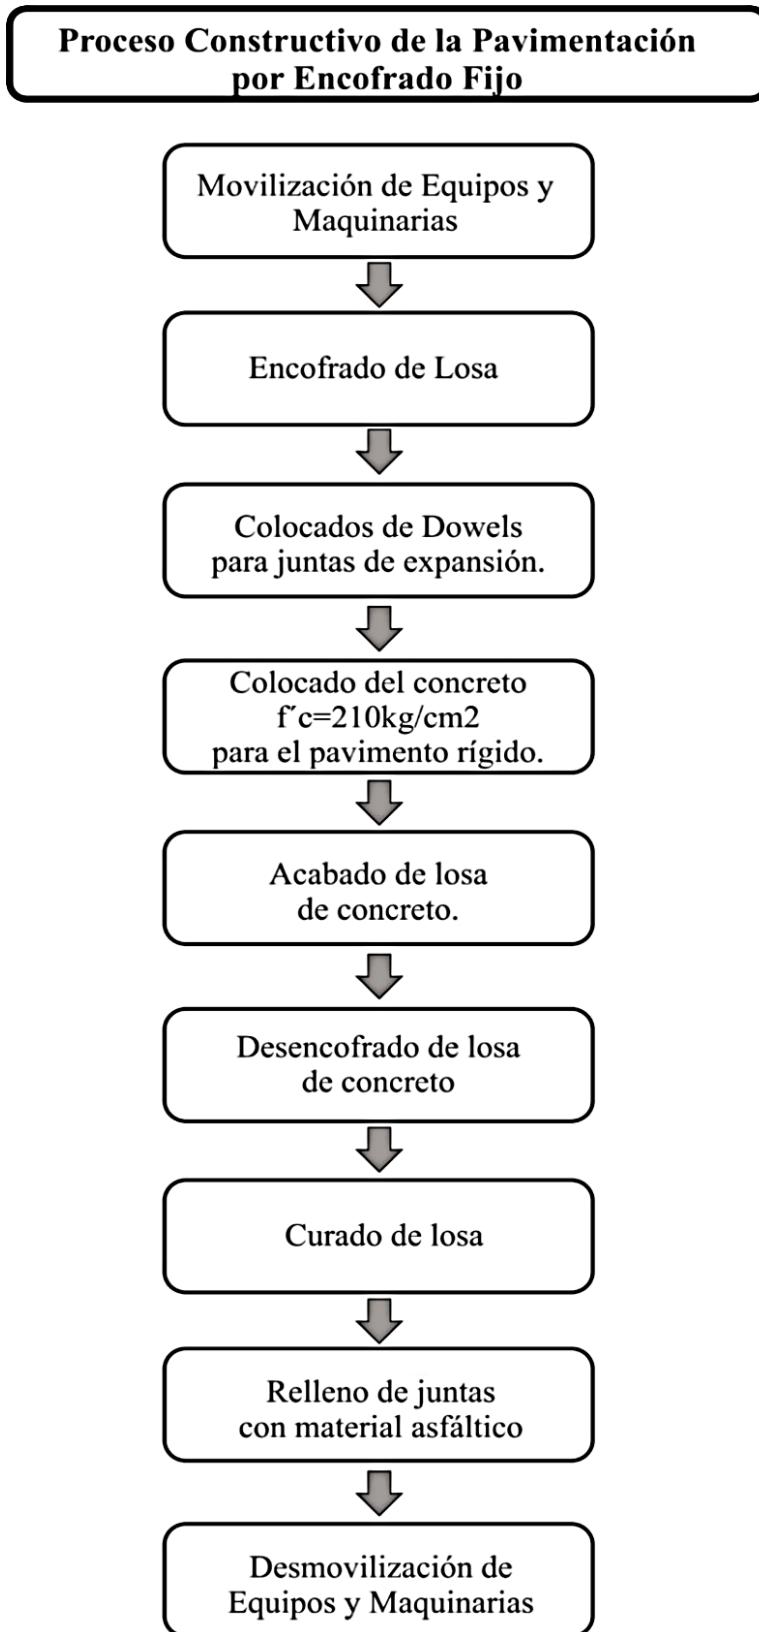 Proceso Constructivo de la Pavimentación
por Encofrado Fijo
Movilización de Equipos y
Maquinarias
Encofrado de Losa
Colocados de Dowels
para juntas de expansión.
Colocado del concreto
f´c=210kg/cm2
para el pavimento rígido.
Acabado de losa
de concreto.
Desencofrado de losa
de concreto
Curado de losa
Relleno de juntas
con material asfáltico
Desmovilización de
Equipos y Maquinarias